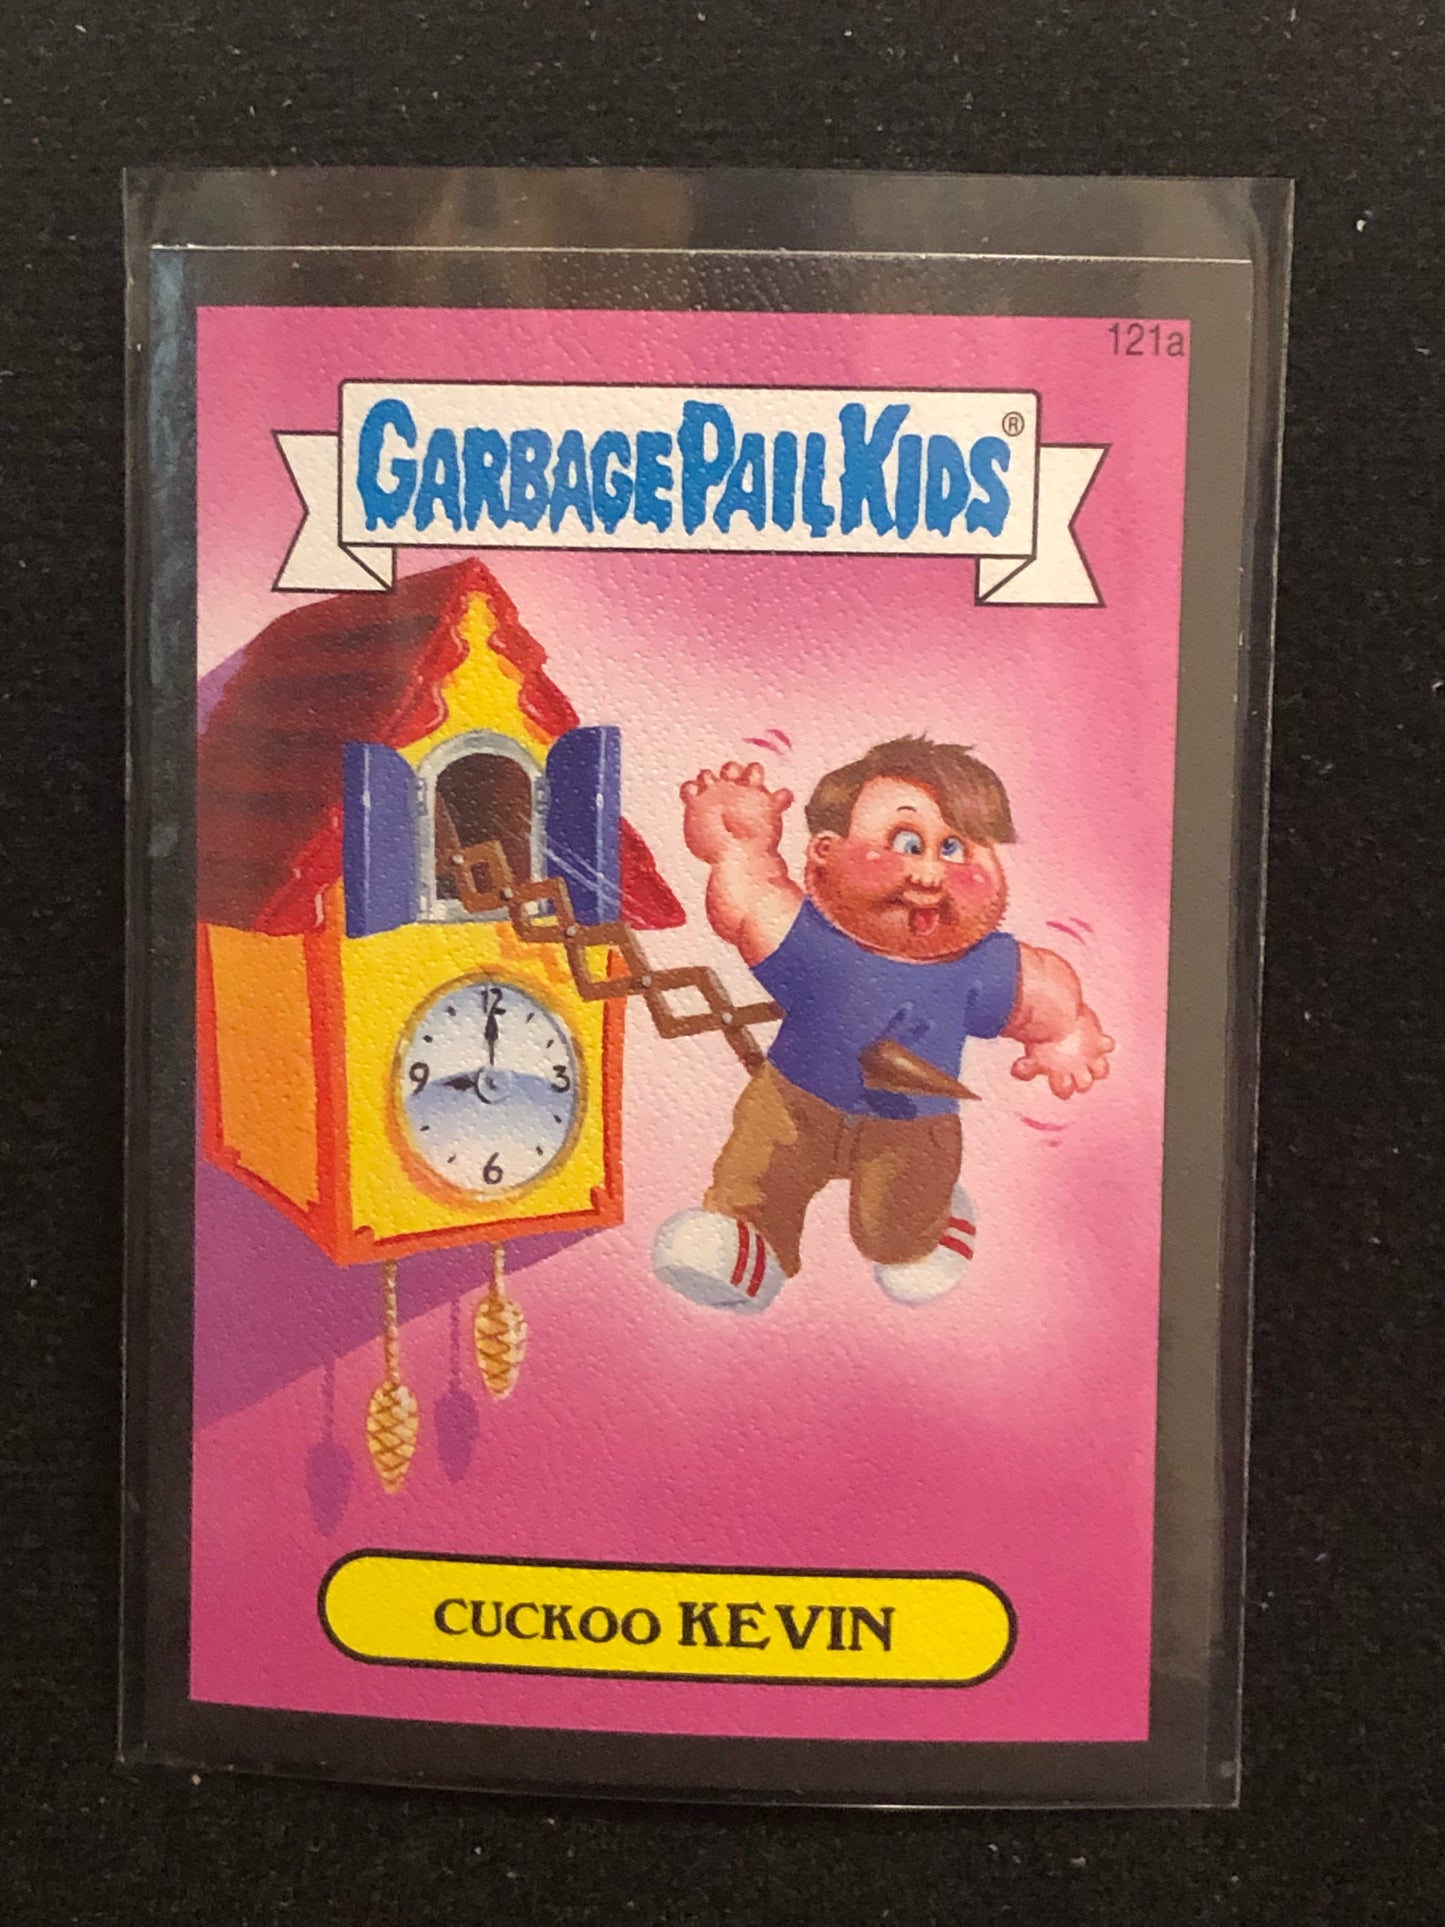 121a
GARBAGE PAIL KIDS®
12
9 3
6
CUCKOO KEVIN